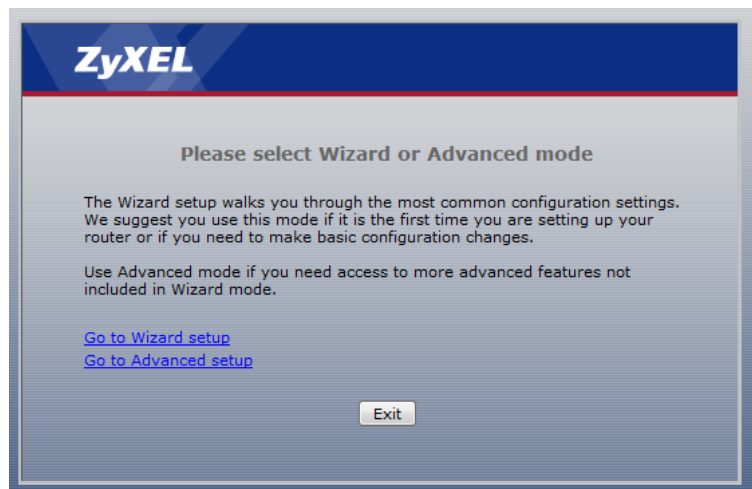 ZyXEL
Please select Wizard or Advanced mode
The Wizard setup walks you through the most common configuration settings.
We suggest you use this mode if it is the first time you are setting up your
router or if you need to make basic configuration changes.
Use Advanced mode if you need access to more advanced features not
included in Wizard mode.
Go to Wizard setup
Go to Advanced setup
Exit